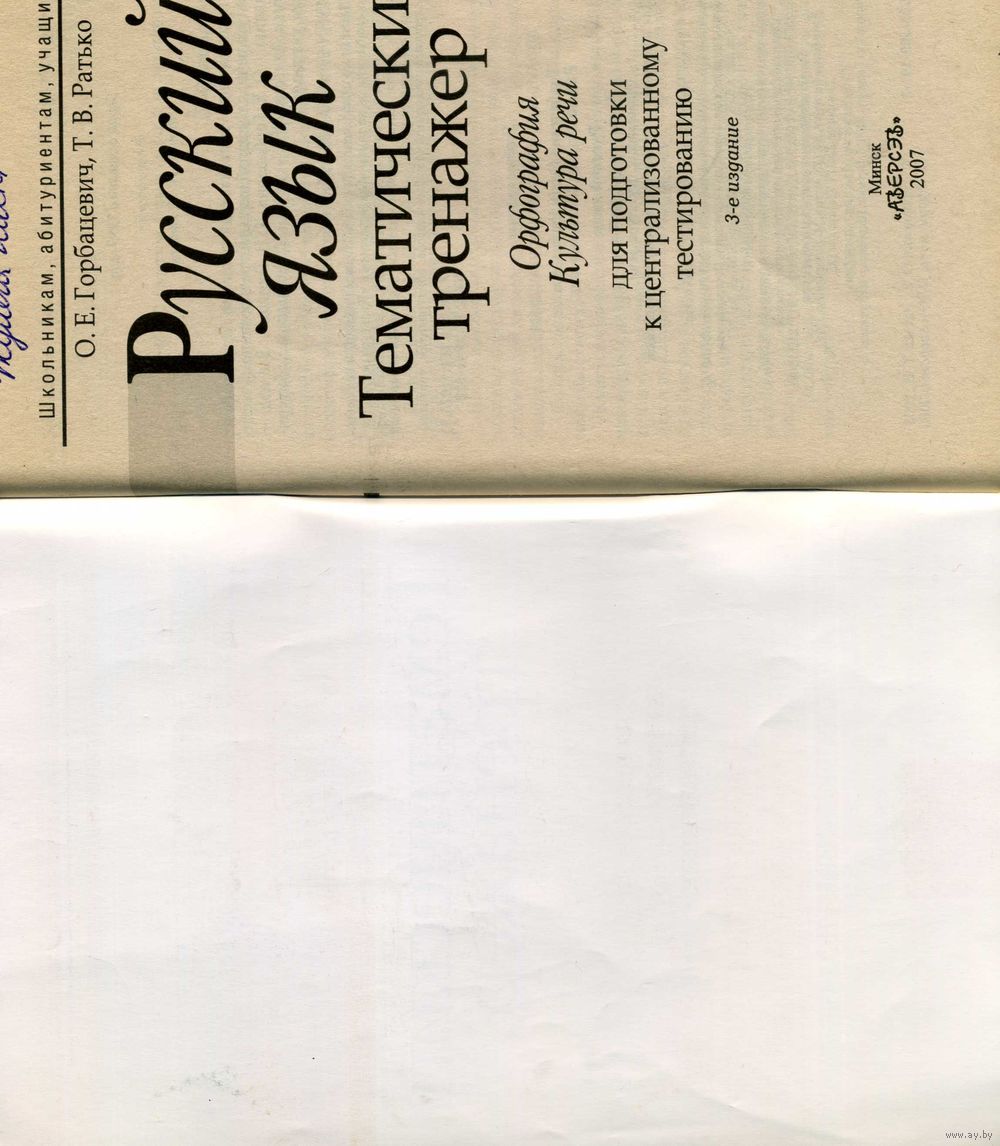 Школьникам, абитуриентам, учащи
О. Е. Горбацевич, Т. В. Ратько
Русский
язык
Тематически
тренажер
Орфография
Культура речи
для подготовки
к централизованному
тестированию
3-е издание
Минск
«АВЕРСЭВ»
2007
www.ay.by